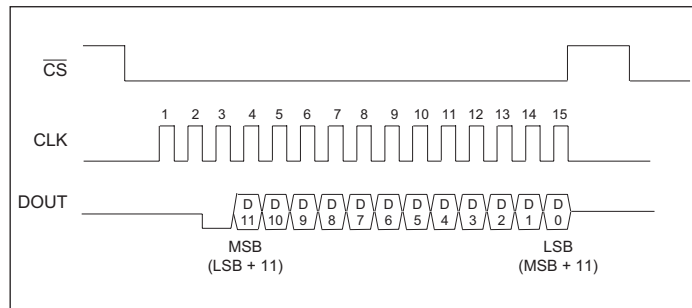 CS
1 2 3 4 5 6 7 8 9 10 11 12 13 14 15
CLK
DOUT
D D D D D D D D D D D D
11 10 9 8 7 6 5 4 3 2 1 0
MSB LSB
(LSB + 11) (MSB + 11)